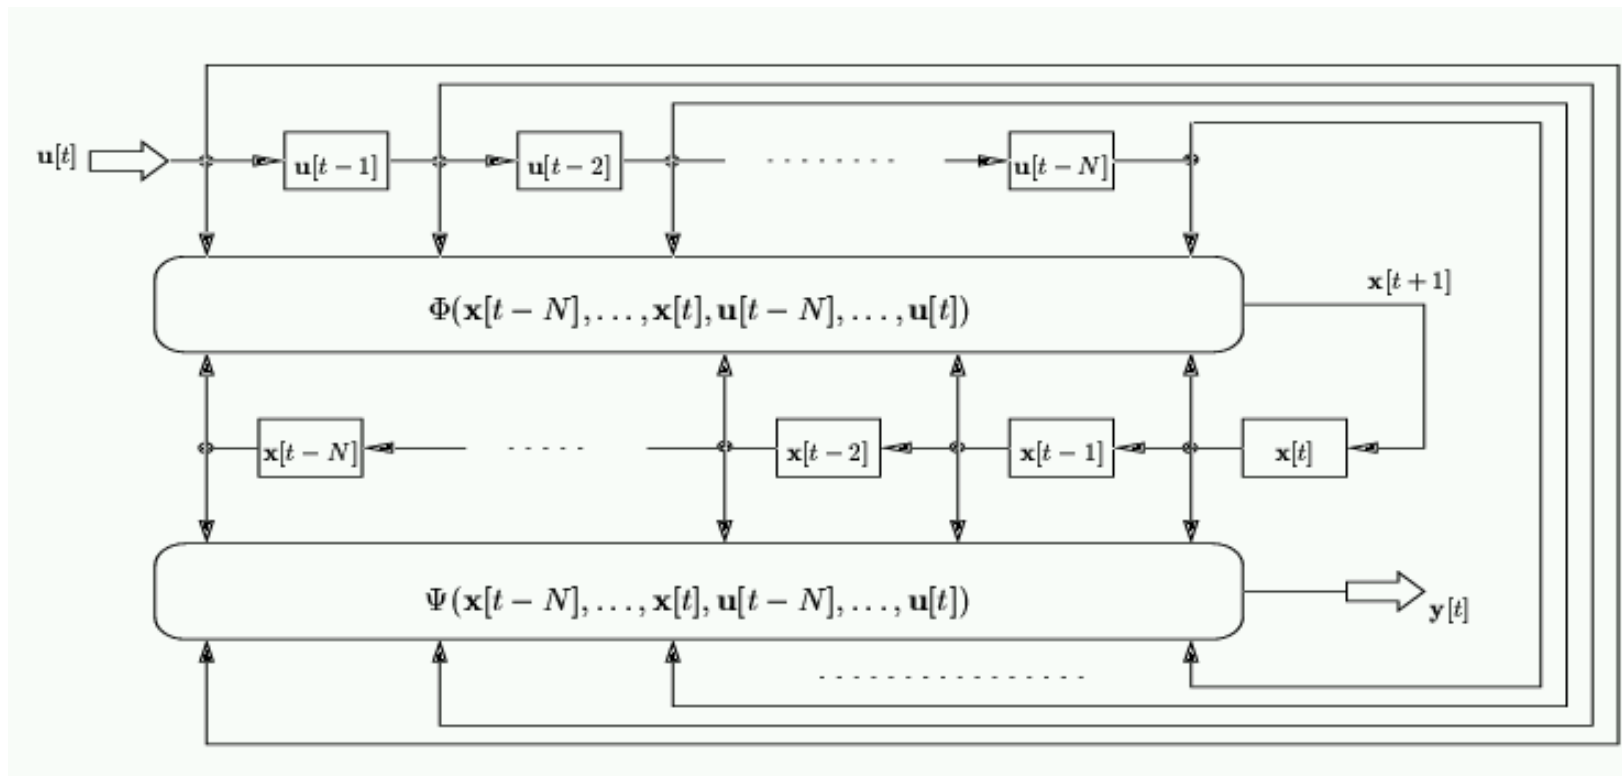 u[t]
u[t − 1]
u[t − 2]
. . . . . . . .
u[t − N]
Φ(x[t − N], . . . , x[t], u[t − N], . . . , u[t])
x[t + 1]
x[t − N]
. . . . .
x[t − 2]
x[t − 1]
x[t]
Ψ(x[t − N], . . . , x[t], u[t − N], . . . , u[t])
y[t]
. . . . . . . . . . . . . . . .